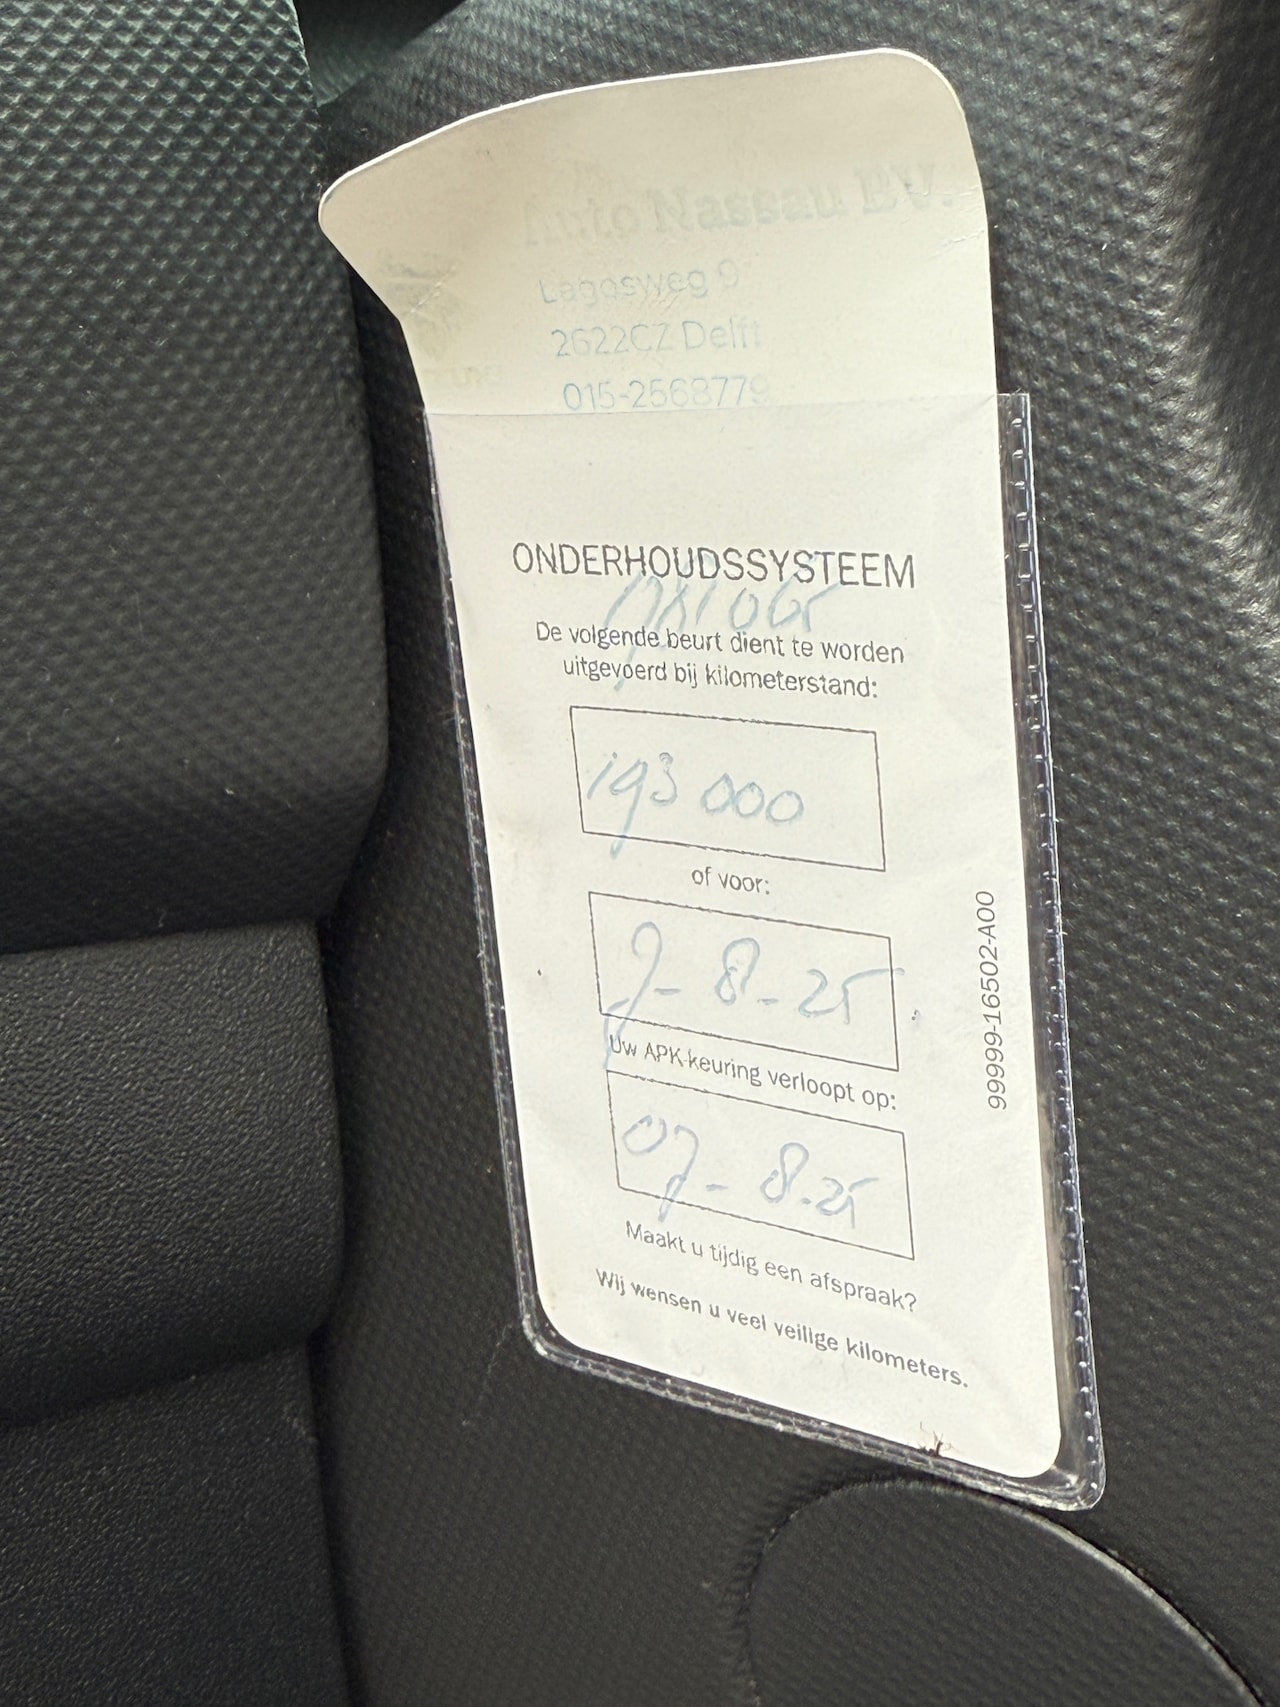 Auto Nassau B.V.
Lagosweg 9
2622CZ Delft
015-2568779
ONDERHOUDSSYSTEEM
De volgende beurt dient te worden
uitgevoerd bij kilometerstand:
193 000
of voor:
7-8-25
Uw APK-keuring verloopt op:
07-8-25
Maakt u tijdig een afspraak?
Wij wensen u veel veilige kilometers.
99999-16502-A00